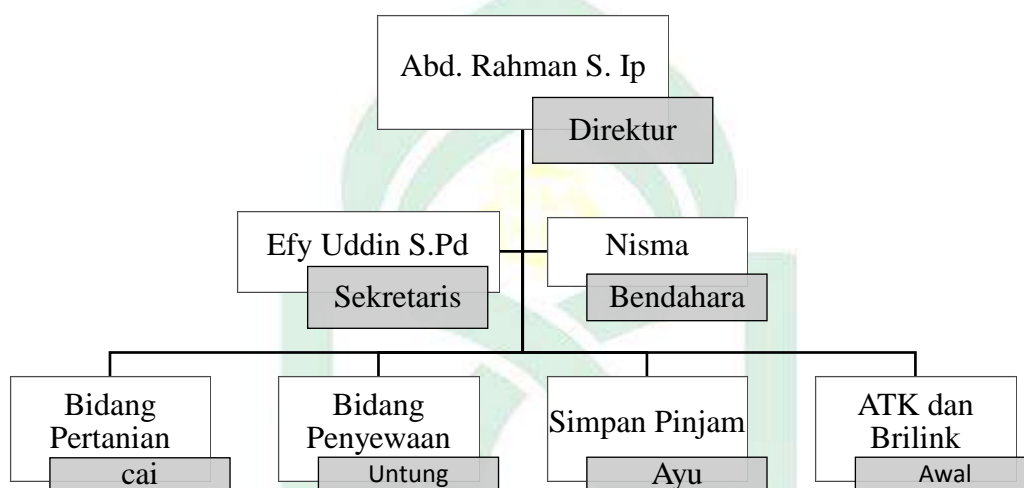 Abd. Rahman S. Ip
Direktur
Efy Uddin S.Pd
Sekretaris
Nisma
Bendahara
Bidang
Pertanian
cai
Bidang
Penyewaan
Untung
Simpan Pinjam
Ayu
ATK dan
Brilink
Awal